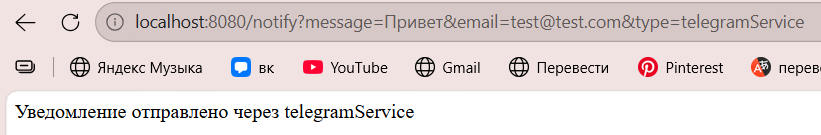 localhost:8080/notify?message=Привет&email=test@test.com&type=telegramService
Яндекс Музыка вк YouTube Gmail Перевести Pinterest перев
Уведомление отправлено через telegramService